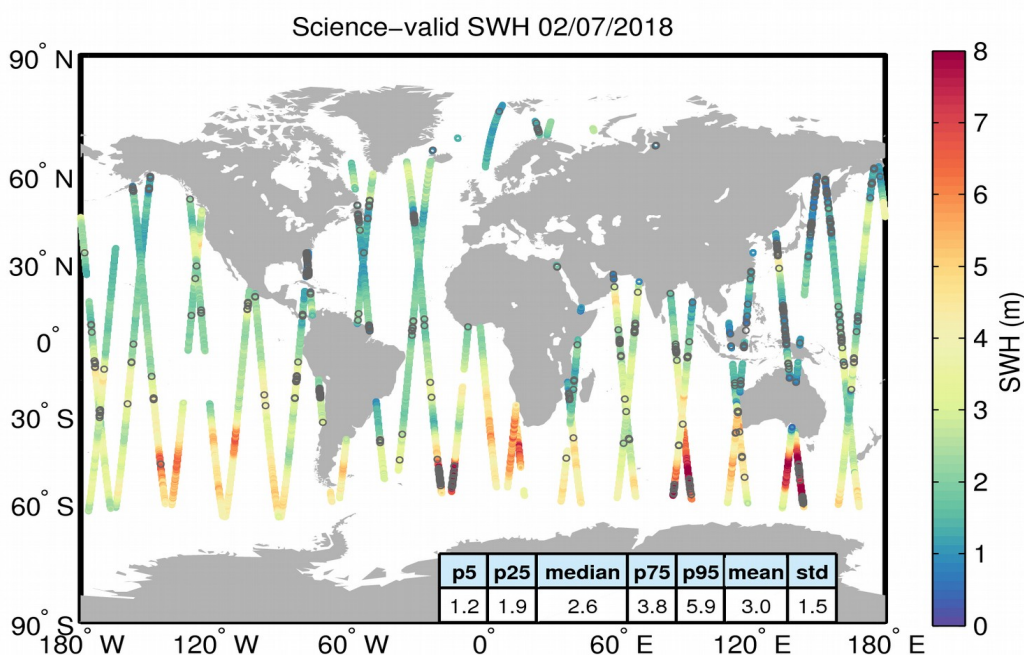 Science−valid SWH 02/07/2018
90° N
60° N
30° N
0°
30° S
60° S
90° S
180° W
120° W
60° W
0°
60° E
120° E
180° E
p5 p25 median p75 p95 mean std
1.2 1.9 2.6 3.8 5.9 3.0 1.5
8
7
6
5
4
3
2
1
0
SWH (m)